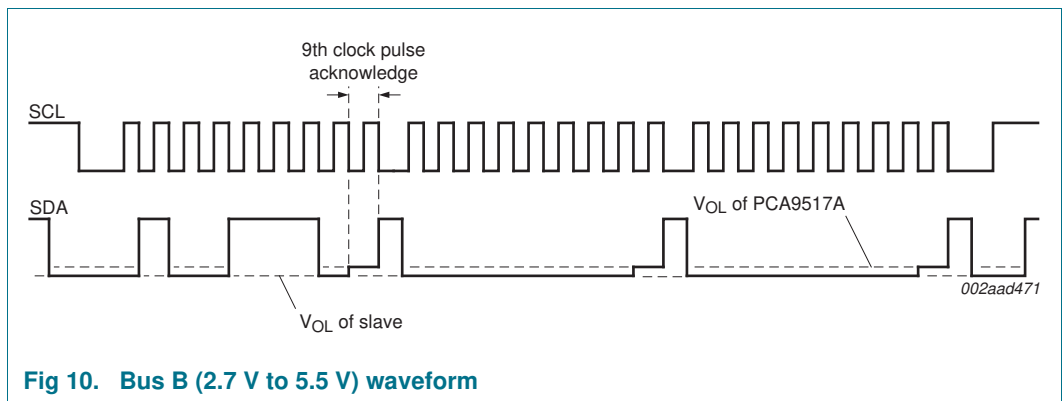 9th clock pulse
acknowledge
SCL
SDA
VOL of PCA9517A
002aad471
VOL of slave
Fig 10. Bus B (2.7 V to 5.5 V) waveform